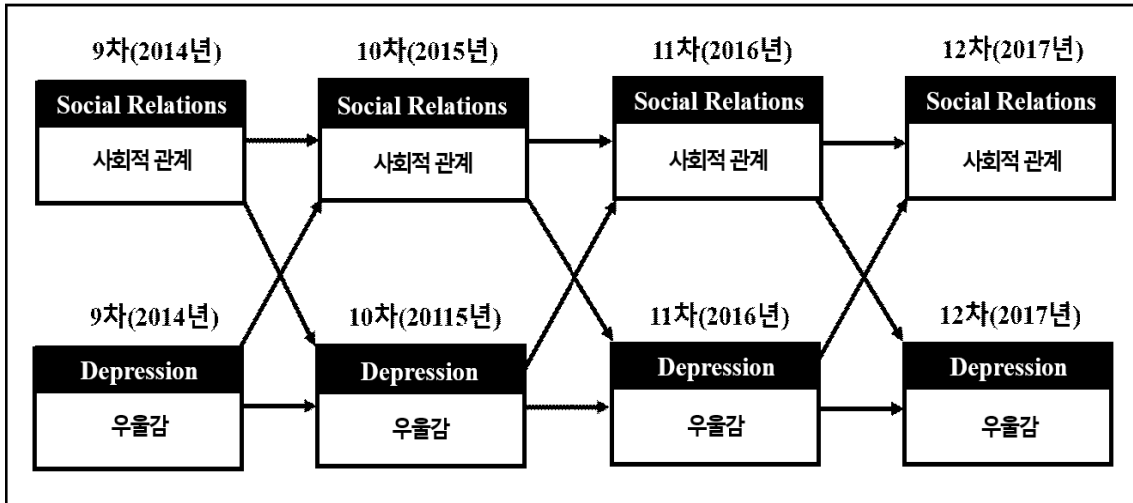 9차(2014년)
10차(2015년)
11차(2016년)
12차(2017년)
Social Relations
Social Relations
Social Relations
Social Relations
사회적 관계
사회적 관계
사회적 관계
사회적 관계
9차(2014년)
10차(20115년)
11차(2016년)
12차(2017년)
Depression
Depression
Depression
Depression
우울감
우울감
우울감
우울감